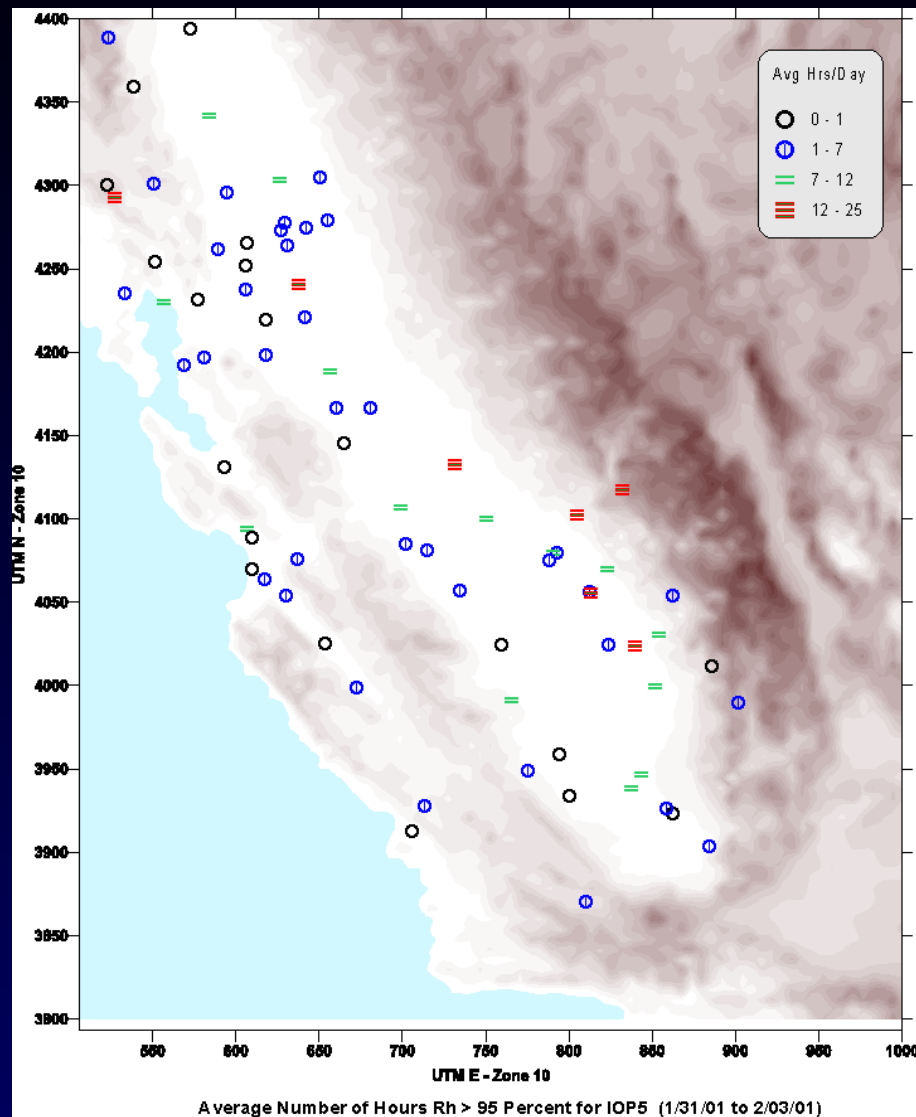 4400
4350
4300
4250
4200
4150
4100
4050
4000
3950
3900
3850
3800
UTM N - Zone 10
Avg Hrs/Day
0 - 1
1 - 7
7 - 12
12 - 25
550
600
650
700
750
800
850
900
950
1000
UTM E - Zone 10
Average Number of Hours Rh > 95 Percent for IOP5 (1/31/01 to 2/03/01)